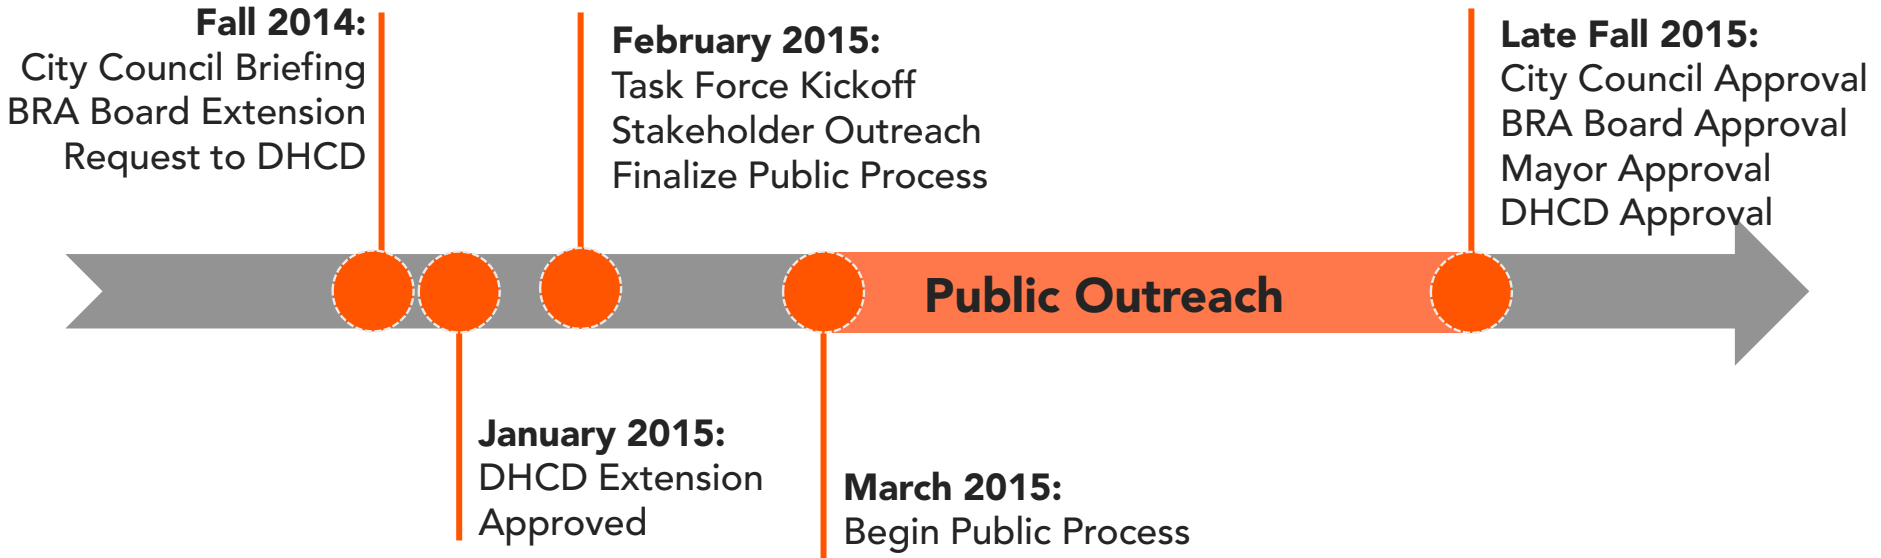 Fall 2014:
City Council Briefing
BRA Board Extension
Request to DHCD
February 2015:
Task Force Kickoff
Stakeholder Outreach
Finalize Public Process
Late Fall 2015:
City Council Approval
BRA Board Approval
Mayor Approval
DHCD Approval
Public Outreach
January 2015:
DHCD Extension
Approved
March 2015:
Begin Public Process